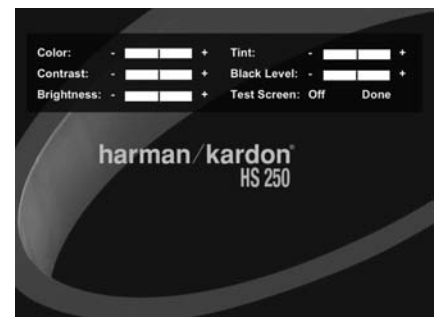 Color: - + Tint: - +
Contrast: - + Black Level: - +
Brightness: - + Test Screen: Off Done
harman/kardon®
HS 250